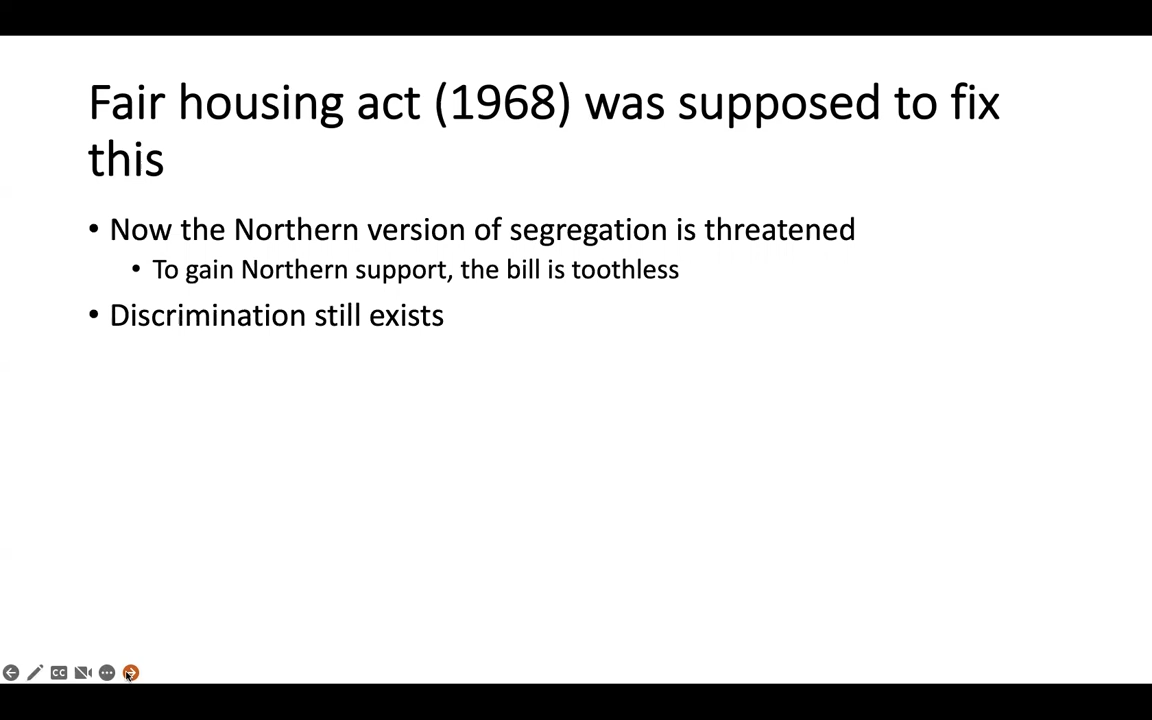 Fair housing act (1968) was supposed to fix
this
• Now the Northern version of segregation is threatened
• To gain Northern support, the bill is toothless
• Discrimination still exists
CC